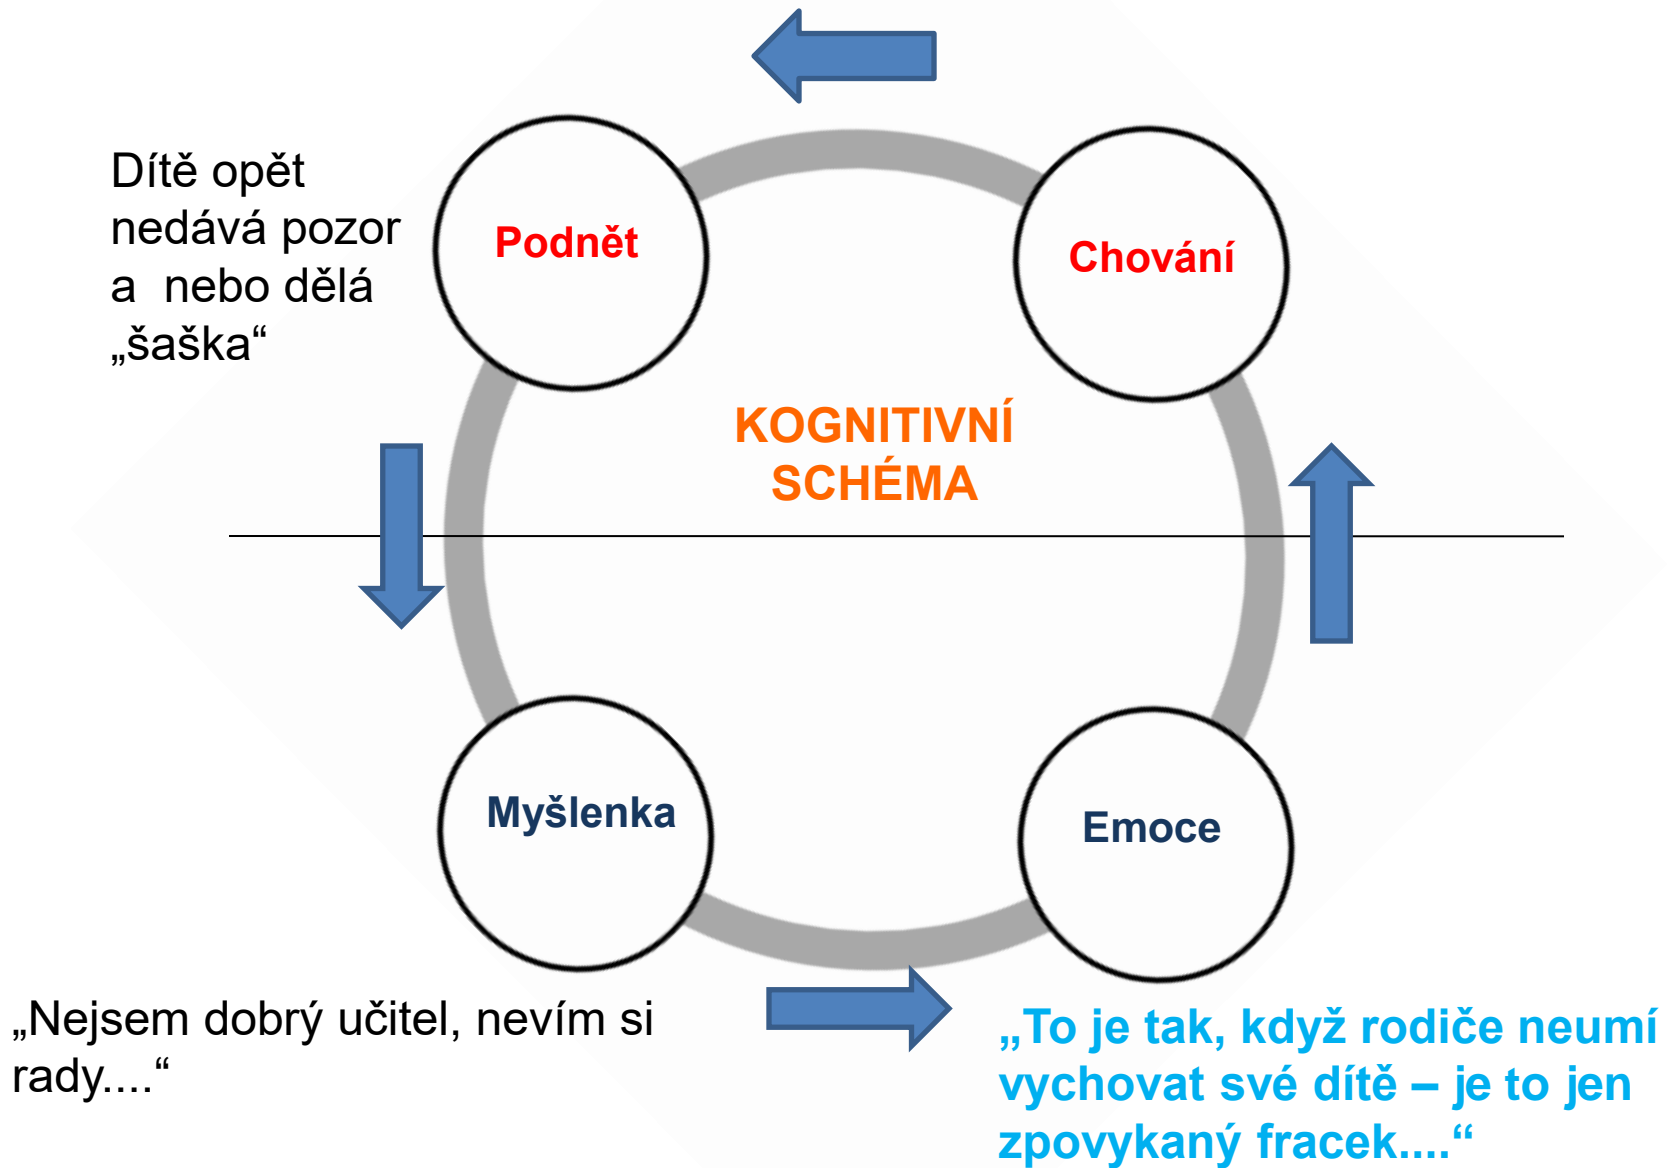 Dítě opět
nedává pozor
a  nebo dělá
„šaška“
Podnět
Chování
KOGNITIVNÍ
SCHÉMA
Myšlenka
Emoce
„Nejsem dobrý učitel, nevím si
rady....“
„To je tak, když rodiče neumí
vychovat své dítě – je to jen
zpovykaný fracek....“